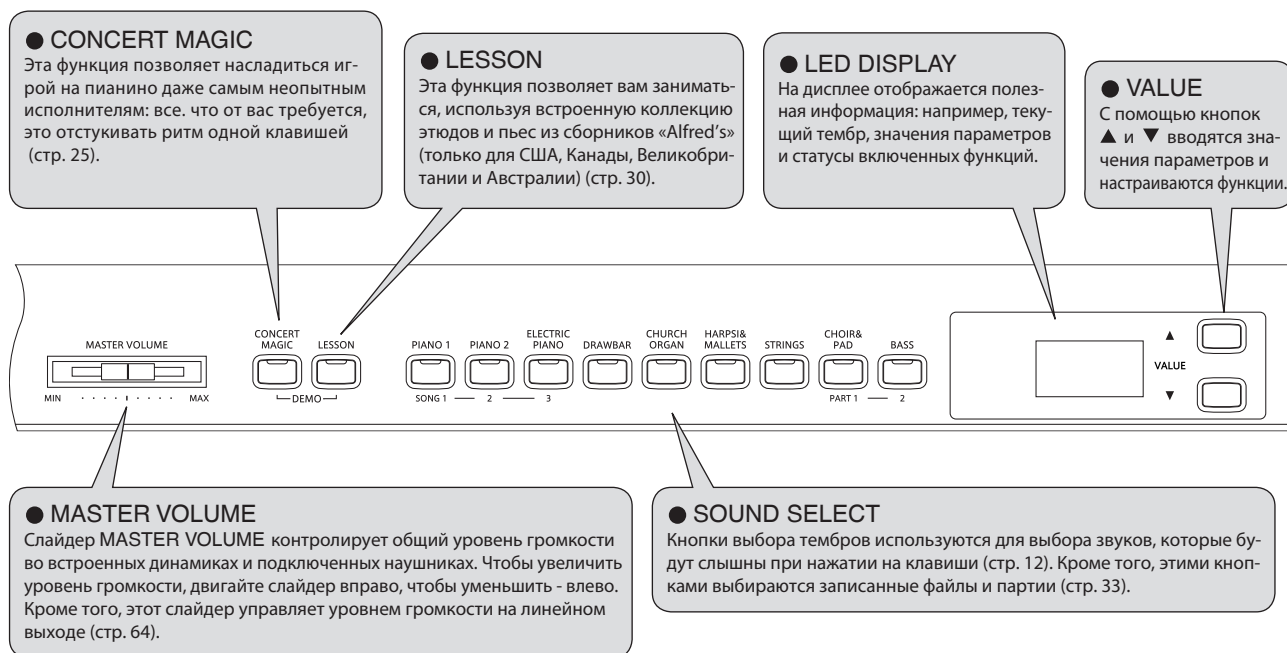 ● CONCERT MAGIC
Эта функция позволяет насладиться иг-
рой на пианино даже самым неопытным
исполнителям: все. что от вас требуется,
это отстукивать ритм одной клавишей
(стр. 25).
● LESSON
Эта функция позволяет вам занимать-
ся, используя встроенную коллекцию
этюдов и пьес из сборников «Alfred's»
(только для США, Канады, Великобри-
тании и Австралии) (стр. 30).
● LED DISPLAY
На дисплее отображается полез-
ная информация: например, теку-
щий тембр, значения параметров
и статусы включенных функций.
● VALUE
С помощью кнопок
▲ и ▼ вводятся зна-
чения параметров и
настраиваются функции.
MASTER VOLUME
MIN MAX
CONCERT
MAGIC
LESSON
DEMO
PIANO 1
PIANO 2
ELECTRIC
PIANO
DRAWBAR
CHURCH
ORGAN
HARPSI&
MALLETS
STRINGS
CHOIR&
PAD
BASS
SONG 1 — 2 — 3
PART 1 — 2
▲
VALUE
▼
● MASTER VOLUME
Слайдер MASTER VOLUME контролирует общий уровень громкости
во встроенных динамиках и подключенных наушниках. Чтобы увеличить
уровень громкости, двигайте слайдер вправо, чтобы уменьшить - влево.
Кроме того, этот слайдер управляет уровнем громкости на линейном
выходе (стр. 64).
● SOUND SELECT
Кнопки выбора тембров используются для выбора звуков, которые бу-
дут слышны при нажатии на клавиши (стр. 12). Кроме того, этими кноп-
ками выбираются записанные файлы и партии (стр. 33).